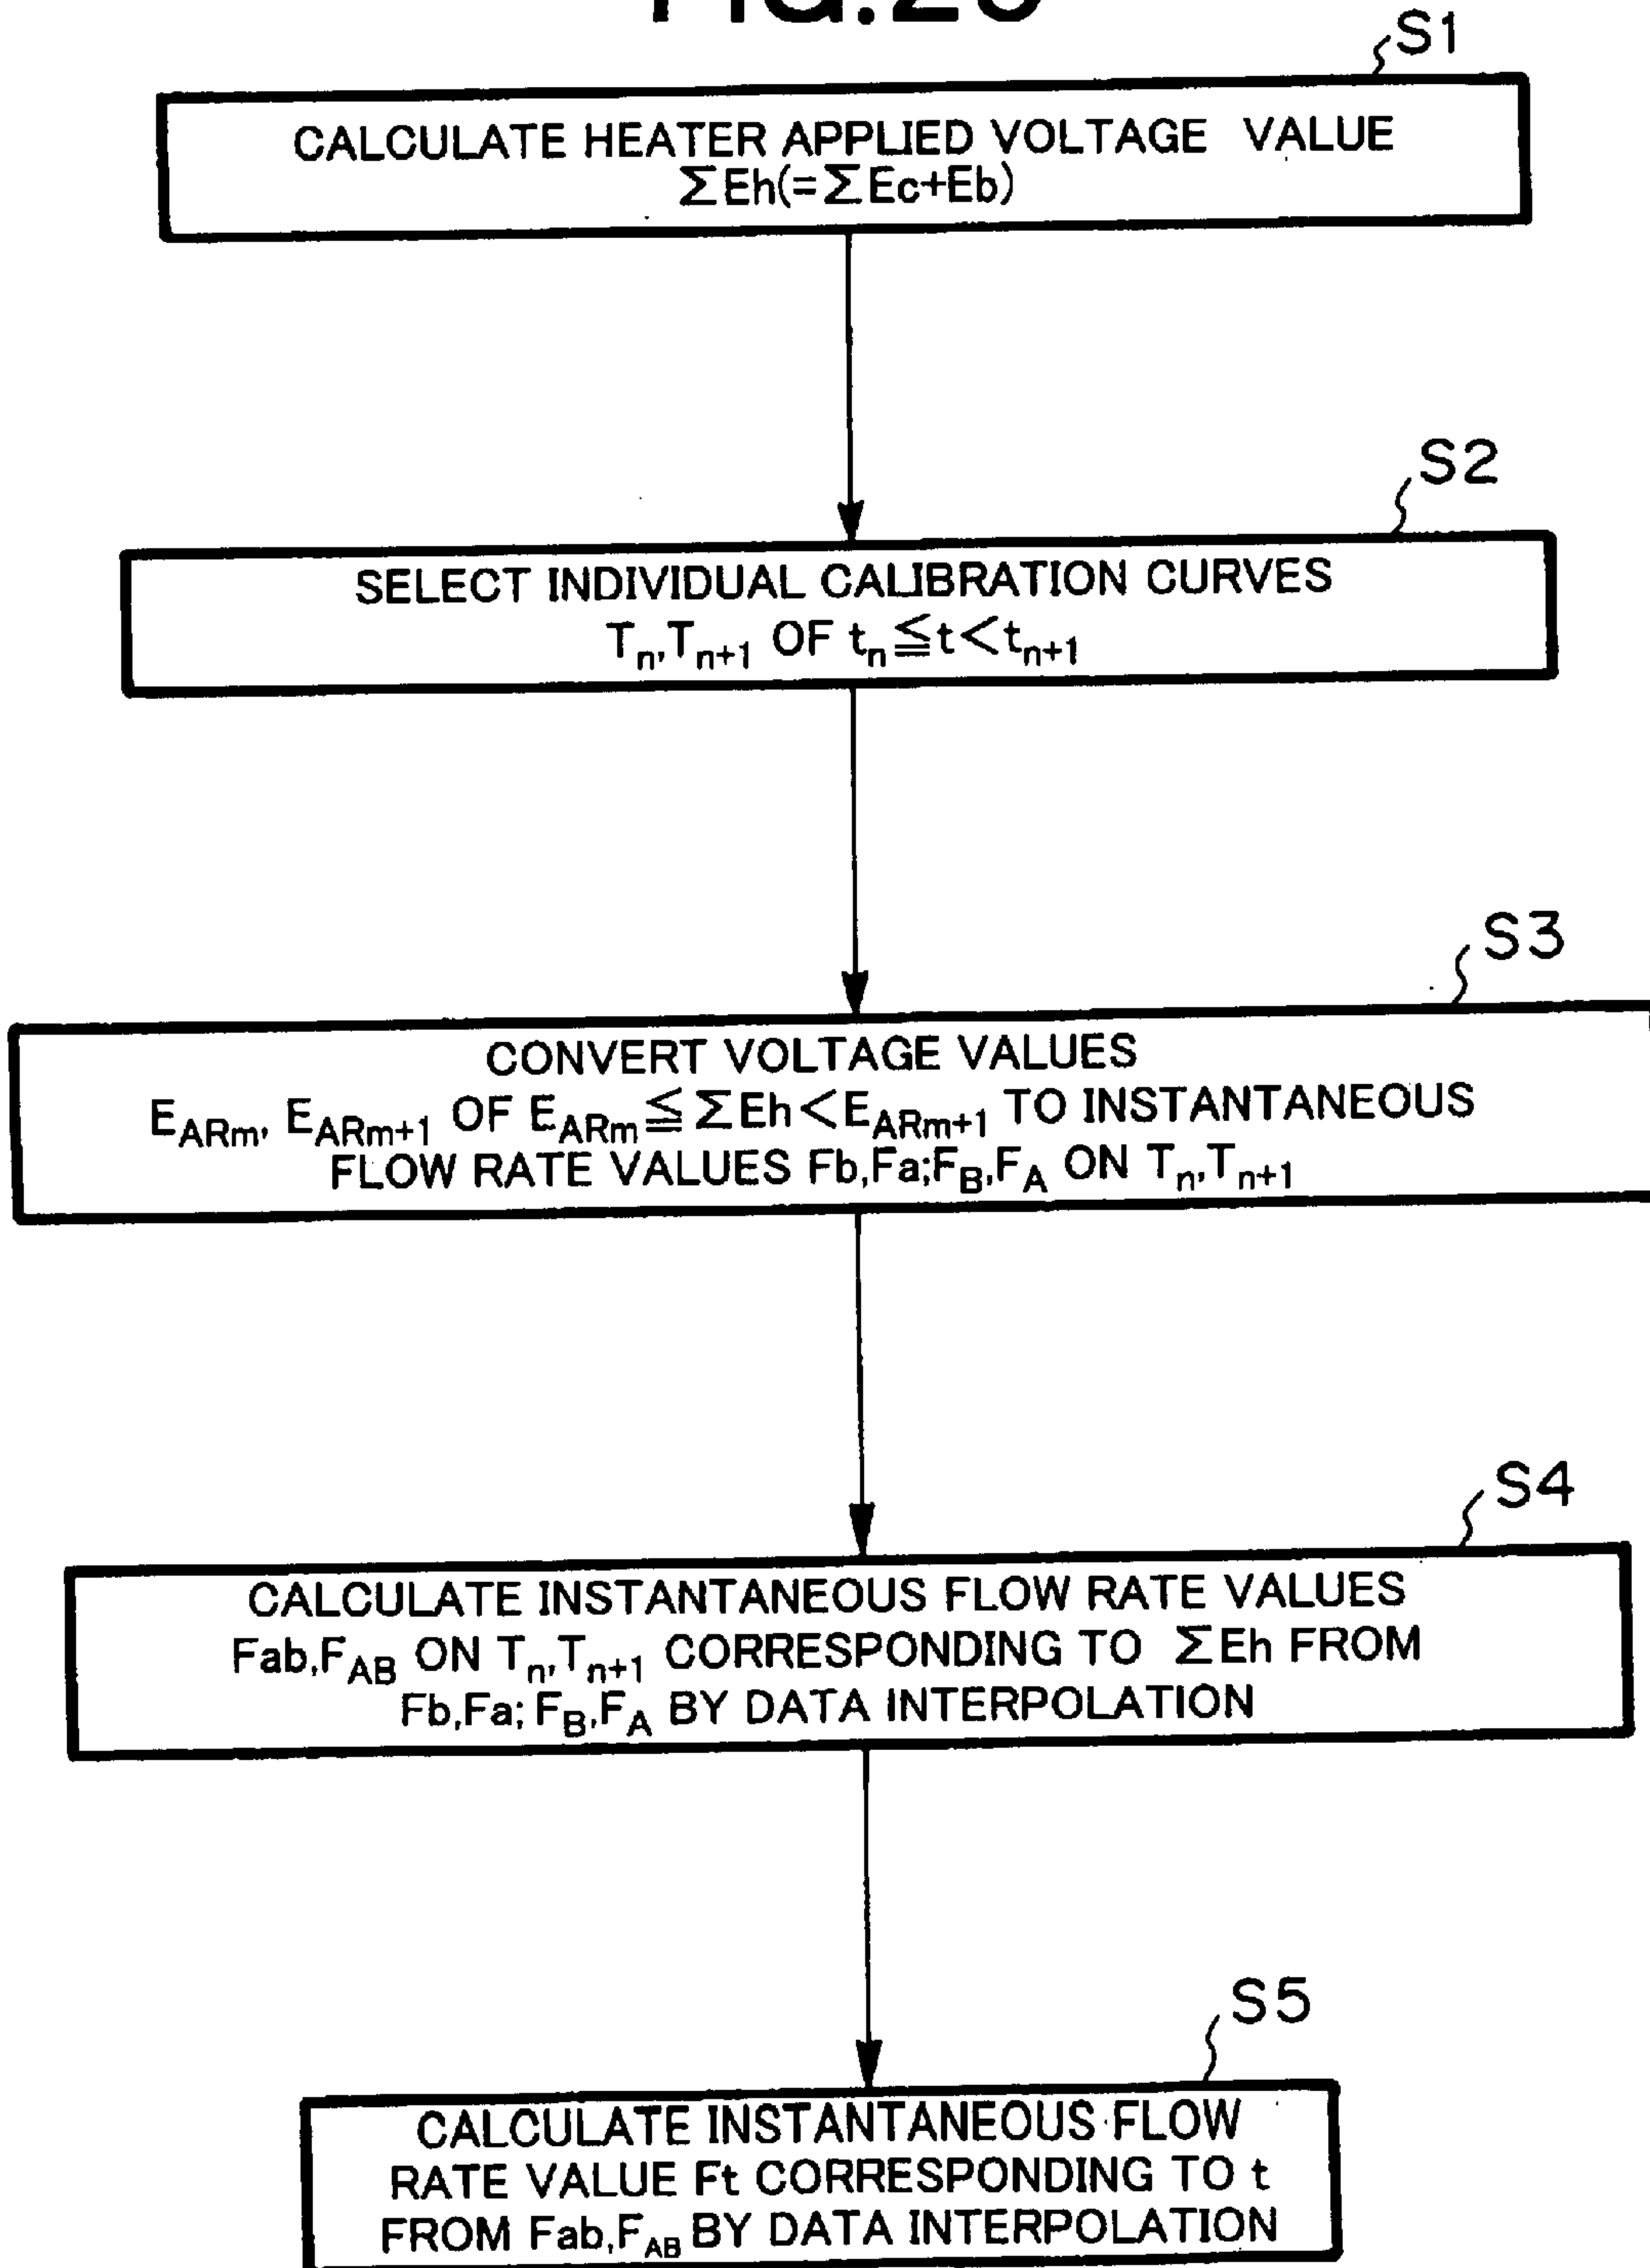 S1
CALCULATE HEATER APPLIED VOLTAGE VALUE
ΣEh(=ΣEc+Eb)
S2
SELECT INDIVIDUAL CALIBRATION CURVES
Tn,Tn+1 OF tn≦t<tn+1
S3
CONVERT VOLTAGE VALUES
EARm, EARm+1 OF EARm≦ΣEh<EARm+1 TO INSTANTANEOUS
FLOW RATE VALUES Fb,Fa;FB,FA ON Tn,Tn+1
S4
CALCULATE INSTANTANEOUS FLOW RATE VALUES
Fab,FAB ON Tn,Tn+1 CORRESPONDING TO ΣEh FROM
Fb,Fa;FB,FA BY DATA INTERPOLATION
S5
CALCULATE INSTANTANEOUS FLOW
RATE VALUE Ft CORRESPONDING TO t
FROM Fab,FAB BY DATA INTERPOLATION